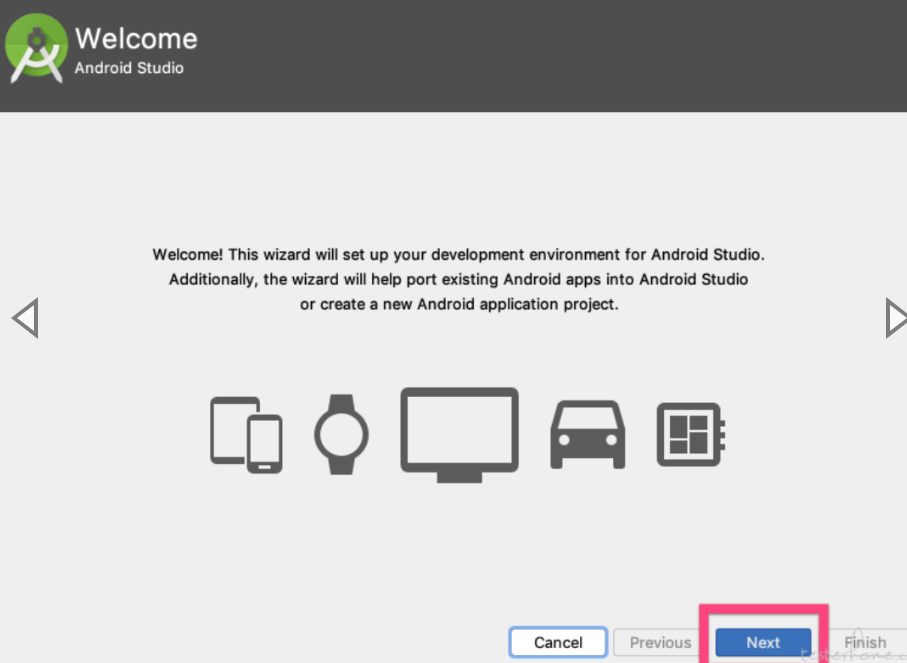 Welcome
Android Studio
Welcome! This wizard will set up your development environment for Android Studio.
Additionally, the wizard will help port existing Android apps into Android Studio
or create a new Android application project.
Cancel
Previous
Next
Finish